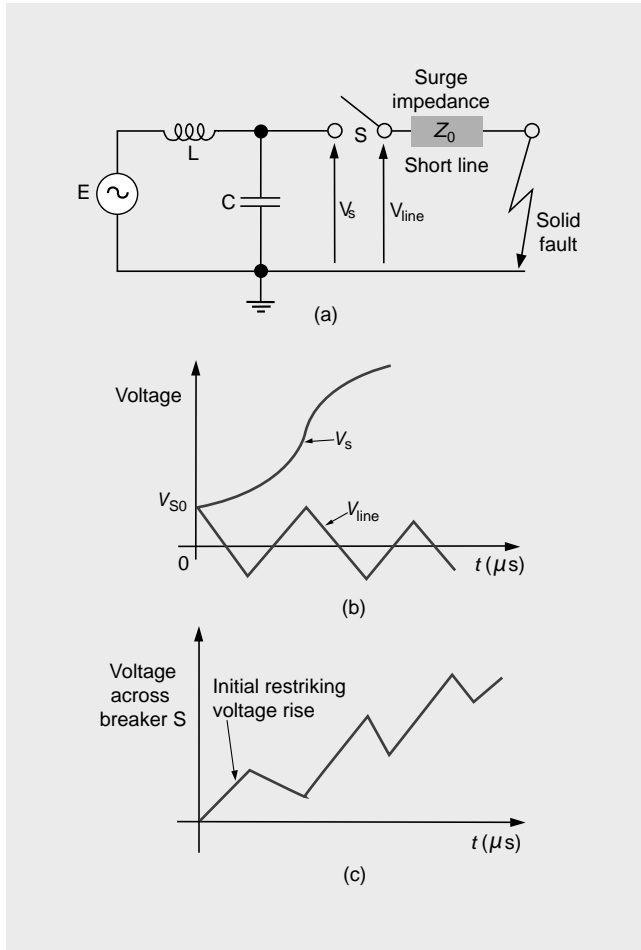 Surge
impedance
S
Z0
L
Short line
E
C
Vs
Vline
Solid
fault
(a)
Voltage
Vs
VS0
Vline
0
t (μs)
(b)
Voltage
across
breaker S
Initial restriking
voltage rise
t (μs)
(c)